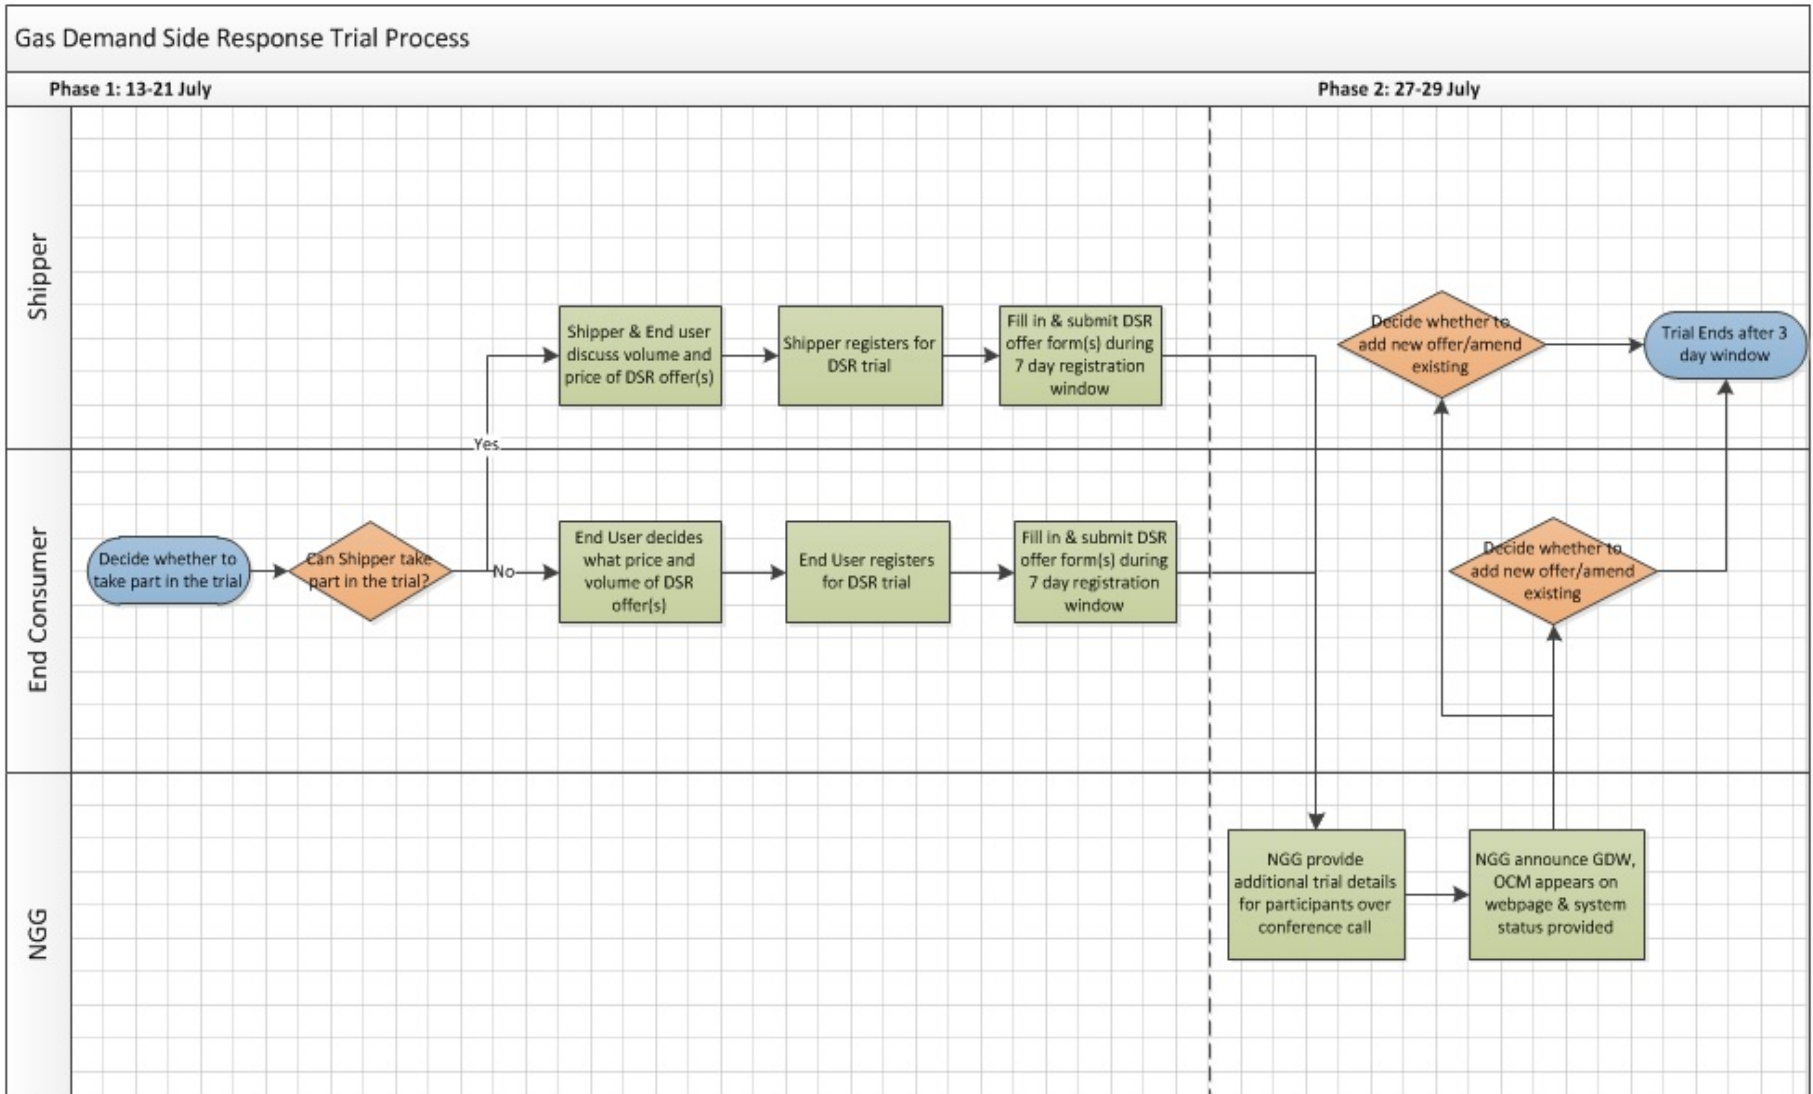 Gas Demand Side Response Trial Process
Phase 1: 13-21 July
Phase 2: 27-29 July
Shipper
Shipper & End user
discuss volume and
price of DSR offer(s)
Shipper registers for
DSR trial
Fill in & submit DSR
offer form(s) during
7 day registration
window
Decide whether to
add new offer/amend
existing
Trial Ends after 3
day window
Yes
End Consumer
Decide whether to
take part in the trial
Can Shipper take
part in the trial?
No
End User decides
what price and
volume of DSR
offer(s)
End User registers
for DSR trial
Fill in & submit DSR
offer form(s) during
7 day registration
window
Decide whether to
add new offer/amend
existing
NGG
NGG provide
additional trial details
for participants over
conference call
NGG announce GDW,
OCM appears on
webpage & system
status provided